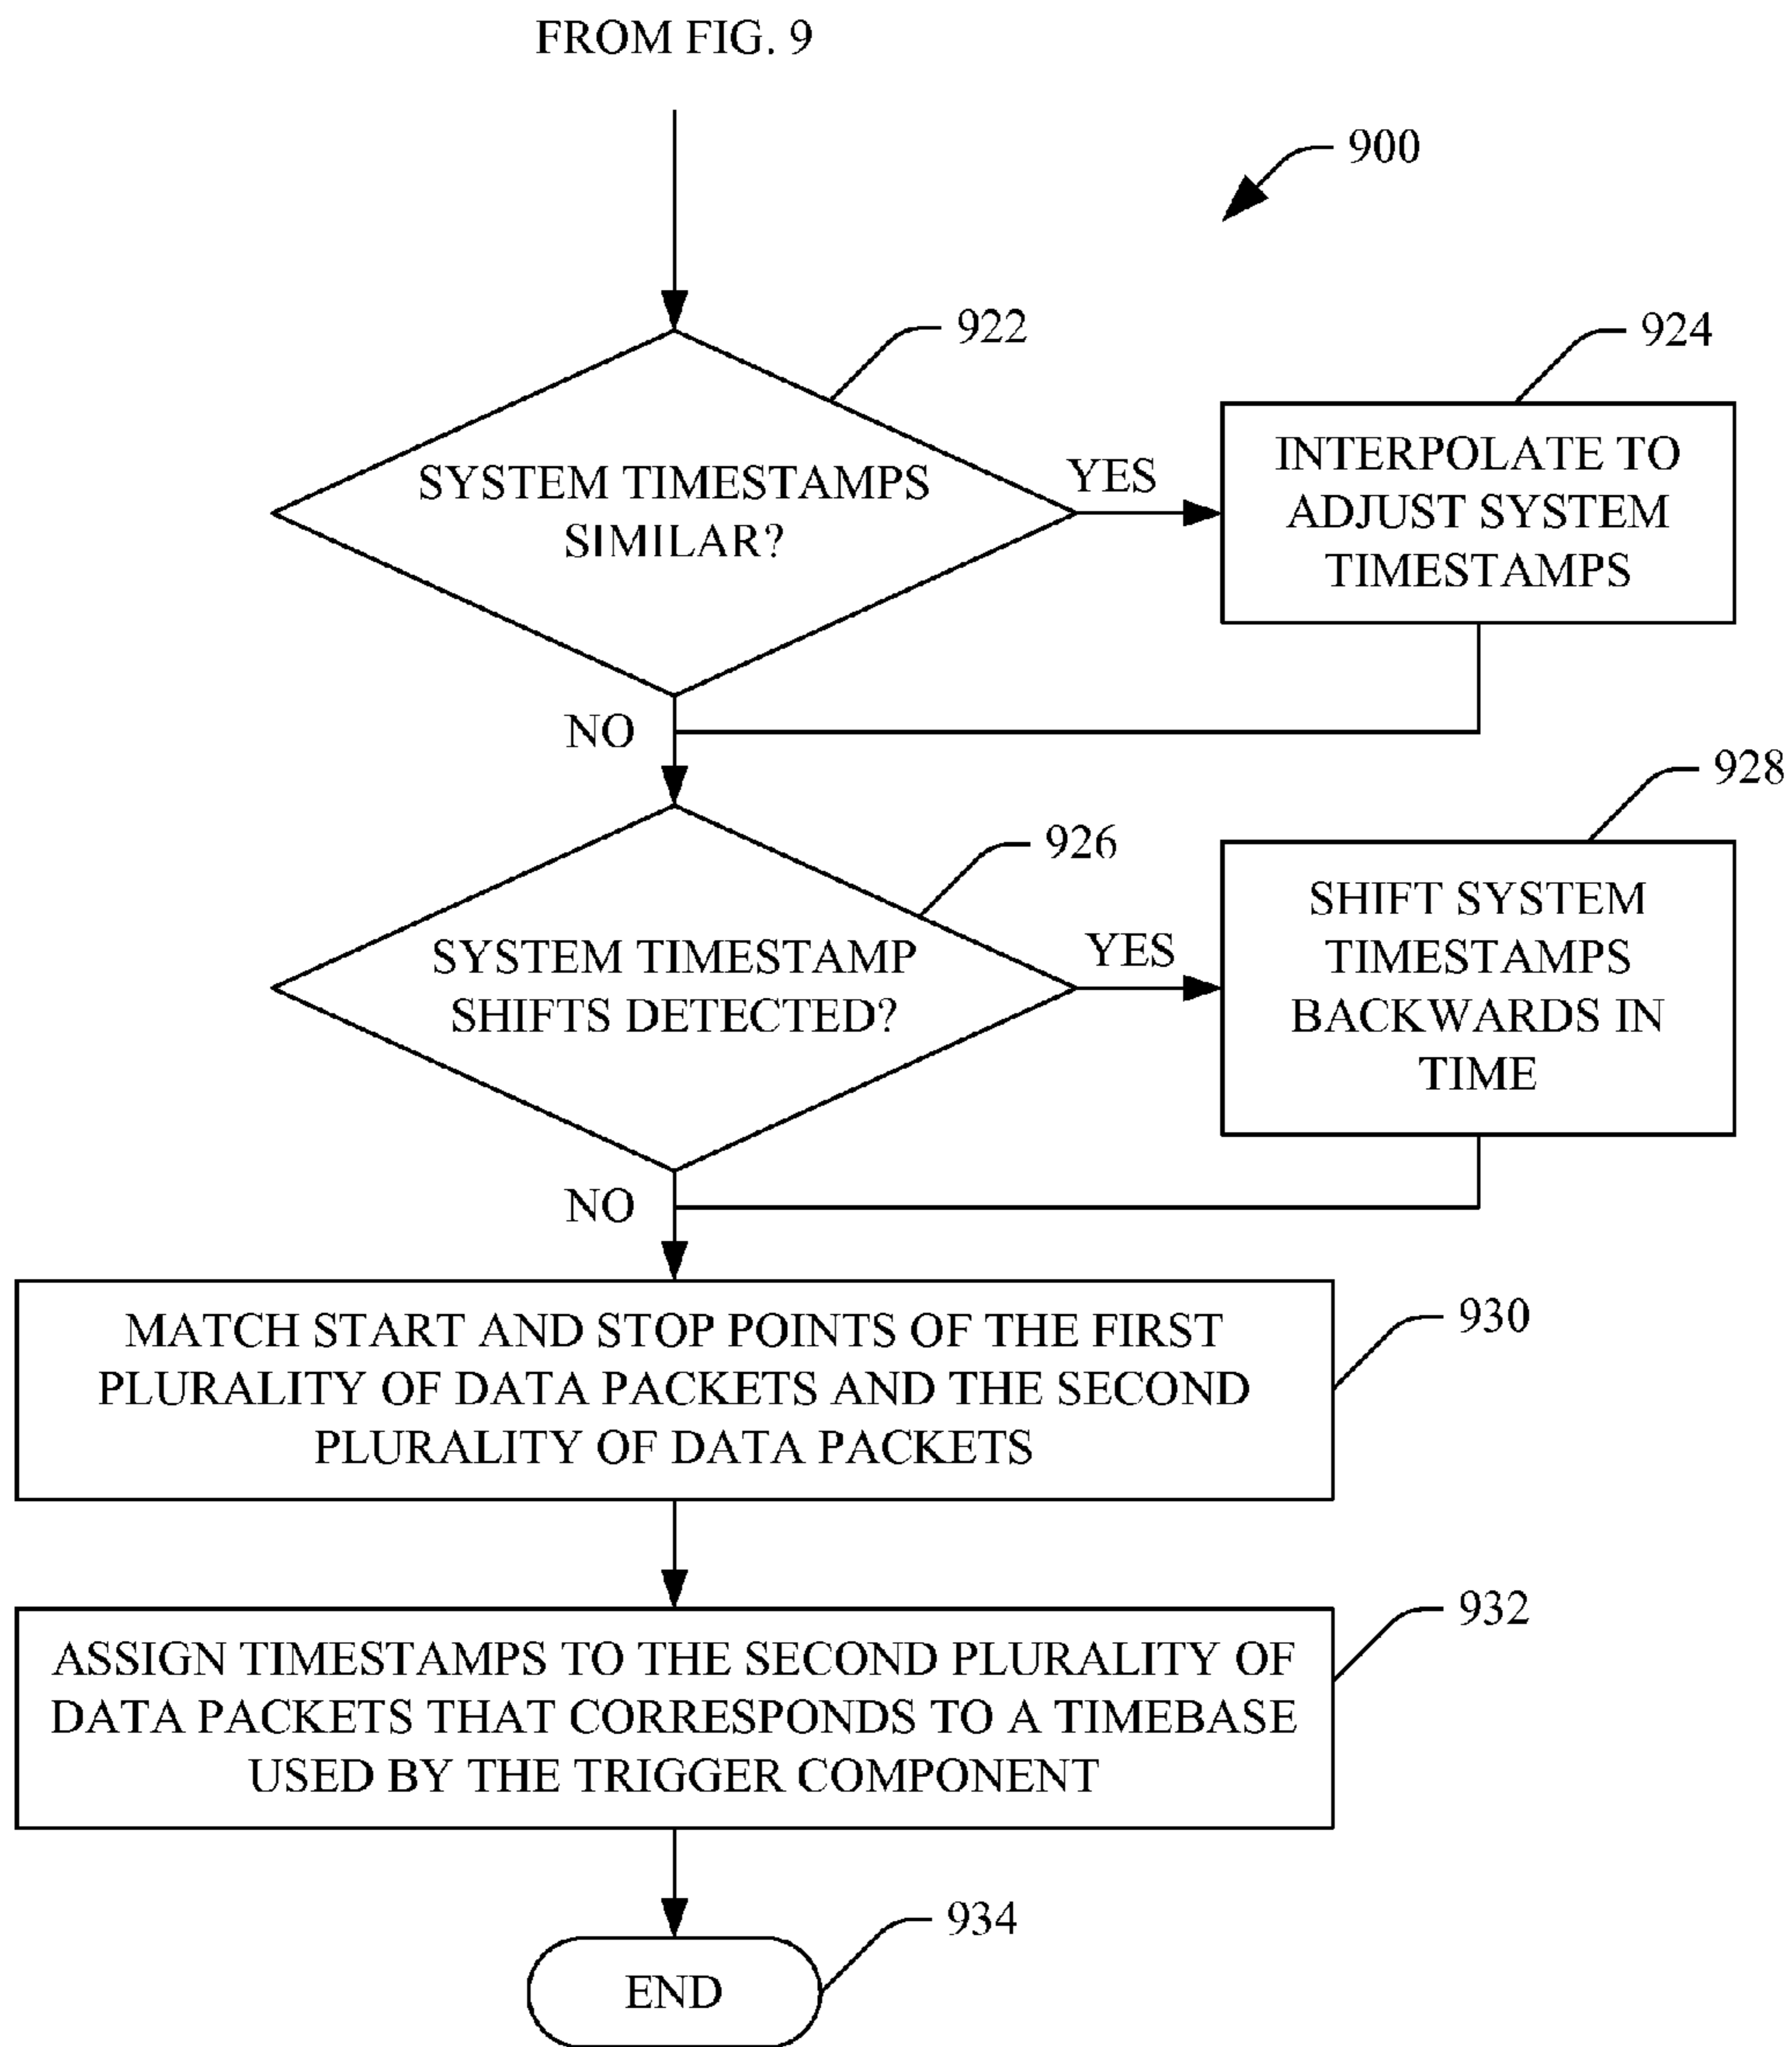 FROM FIG. 9
900
922
924
SYSTEM TIMESTAMPS
SIMILAR?
YES
INTERPOLATE TO
ADJUST SYSTEM
TIMESTAMPS
NO
928
926
SYSTEM TIMESTAMP
SHIFTS DETECTED?
YES
SHIFT SYSTEM
TIMESTAMPS
BACKWARDS IN
TIME
NO
MATCH START AND STOP POINTS OF THE FIRST
PLURALITY OF DATA PACKETS AND THE SECOND
PLURALITY OF DATA PACKETS
930
ASSIGN TIMESTAMPS TO THE SECOND PLURALITY OF
DATA PACKETS THAT CORRESPONDS TO A TIMEBASE
USED BY THE TRIGGER COMPONENT
932
934
END